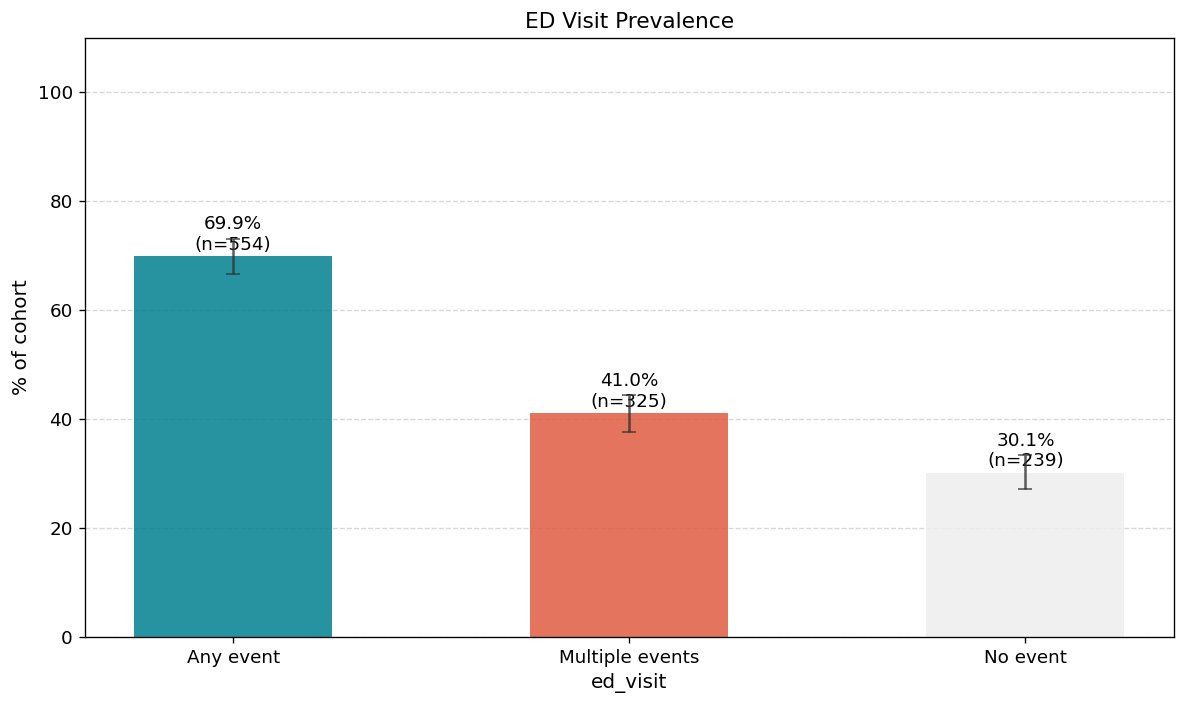 ED Visit Prevalence
% of cohort
100
80
60
40
20
0
69.9%
(n=554)
41.0%
(n=325)
30.1%
(n=239)
Any event
Multiple events
No event
ed_visit